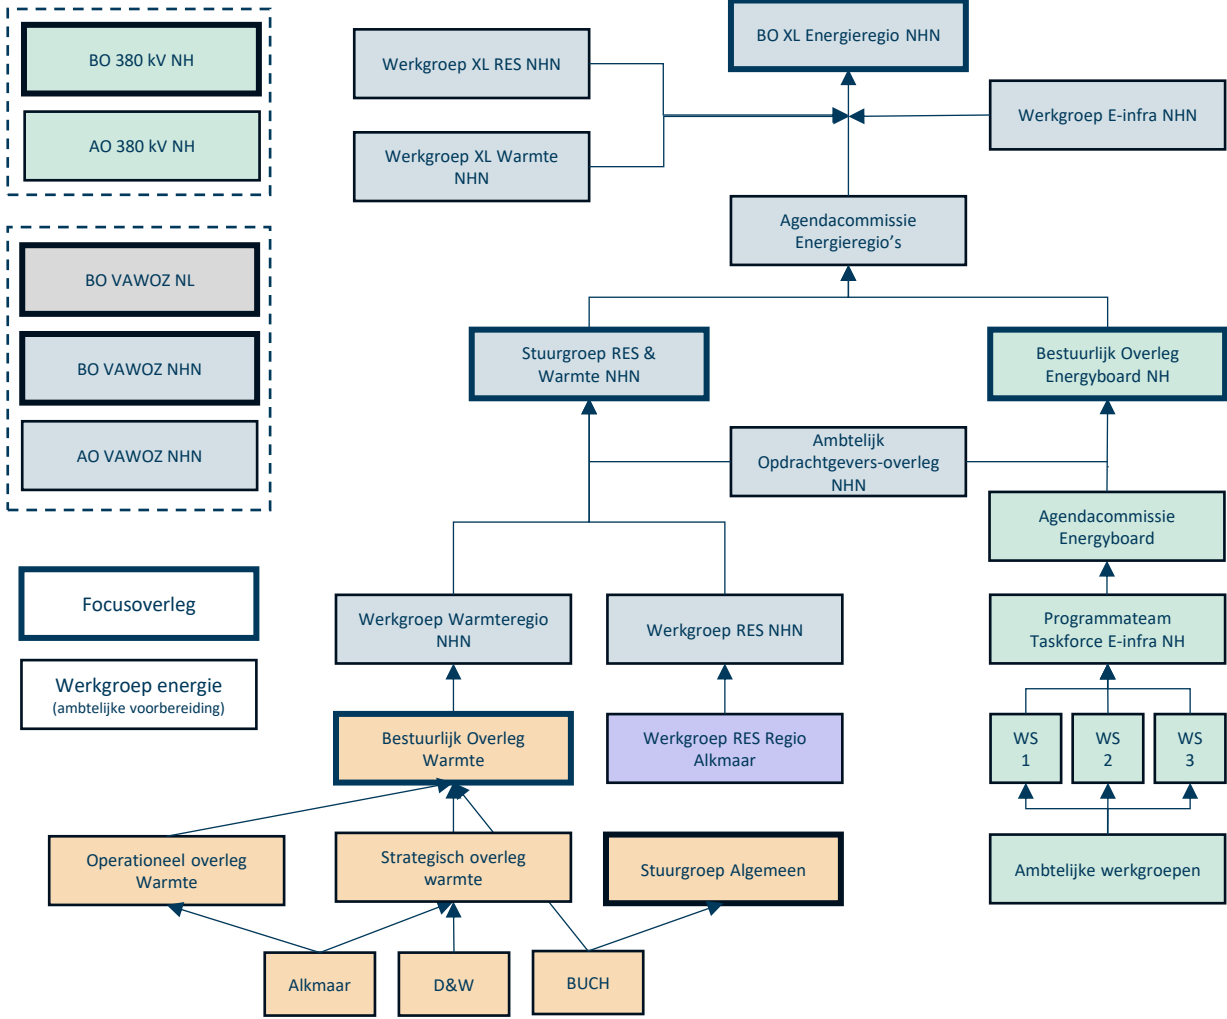 BO 380 kV NH
AO 380 kV NH
BO VAWOZ NL
BO VAWOZ NHN
AO VAWOZ NHN
Focusoverleg
Werkgroep energie
(ambtelijke voorbereiding)
BO XL Energieregio NHN
Werkgroep XL RES NHN
Werkgroep E-infra NHN
Werkgroep XL Warmte
NHN
Agendacommissie
Energieregio's
Stuurgroep RES &
Warmte NHN
Bestuurlijk Overleg
Energyboard NH
Ambtelijk
Opdrachtgevers-overleg
NHN
Agendacommissie
Energyboard
Werkgroep Warmteregio
NHN
Werkgroep RES NHN
Programmateam
Taskforce E-infra NH
Bestuurlijk Overleg
Warmte
Werkgroep RES Regio
Alkmaar
WS
1
WS
2
WS
3
Operationeel overleg
Warmte
Strategisch overleg
warmte
Stuurgroep Algemeen
Ambtelijke werkgroepen
Alkmaar
D&W
BUCH